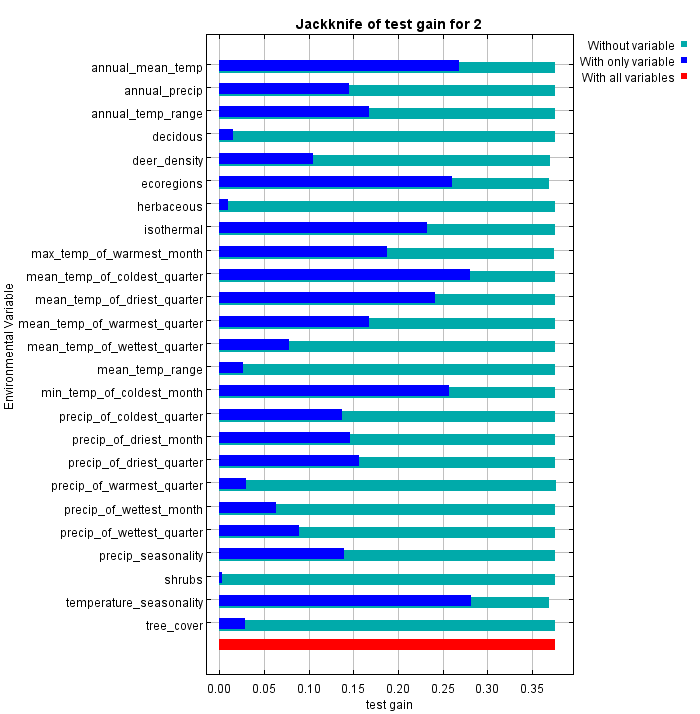 Jackknife of test gain for 2
Without variable
With only variable
With all variables
Environmental Variable
annual_mean_temp
annual_precip
annual_temp_range
decidous
deer_density
ecoregions
herbaceous
isothermal
max_temp_of_warmest_month
mean_temp_of_coldest_quarter
mean_temp_of_driest_quarter
mean_temp_of_warmest_quarter
mean_temp_of_wettest_quarter
mean_temp_range
min_temp_of_coldest_month
precip_of_coldest_quarter
precip_of_driest_month
precip_of_driest_quarter
precip_of_warmest_quarter
precip_of_wettest_month
precip_of_wettest_quarter
precip_seasonality
shrubs
temperature_seasonality
tree_cover
0.00 0.05 0.10 0.15 0.20 0.25 0.30 0.35
test gain